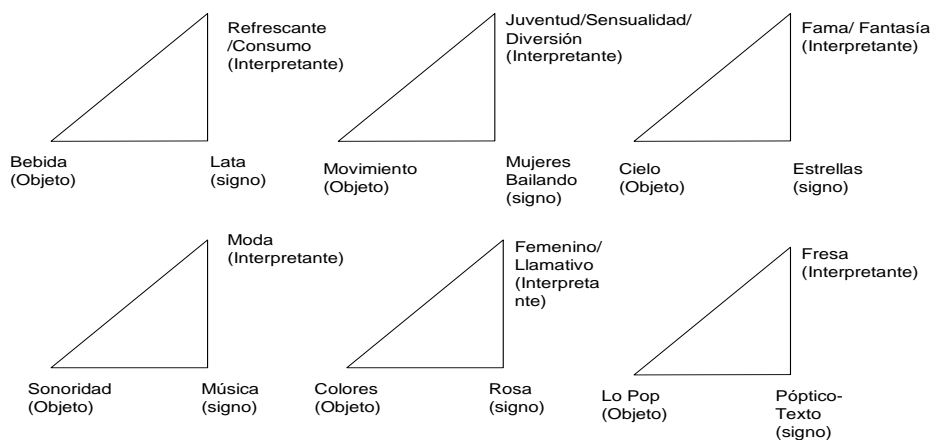 Refrescante
/Consumo
(Interpretante)
Bebida
(Objeto)
Lata
(signo)
Juventud/Sensualidad/
Diversión
(Interpretante)
Movimiento
(Objeto)
Mujeres
Bailando
(signo)
Fama/ Fantasía
(Interpretante)
Cielo
(Objeto)
Estrellas
(signo)
Moda
(Interpretante)
Sonoridad
(Objeto)
Música
(signo)
Femenino/
Llamativo
(Interpreta
nte)
Colores
(Objeto)
Rosa
(signo)
Fresa
(Interpretante)
Lo Pop
(Objeto)
Póptico-
Texto
(signo)